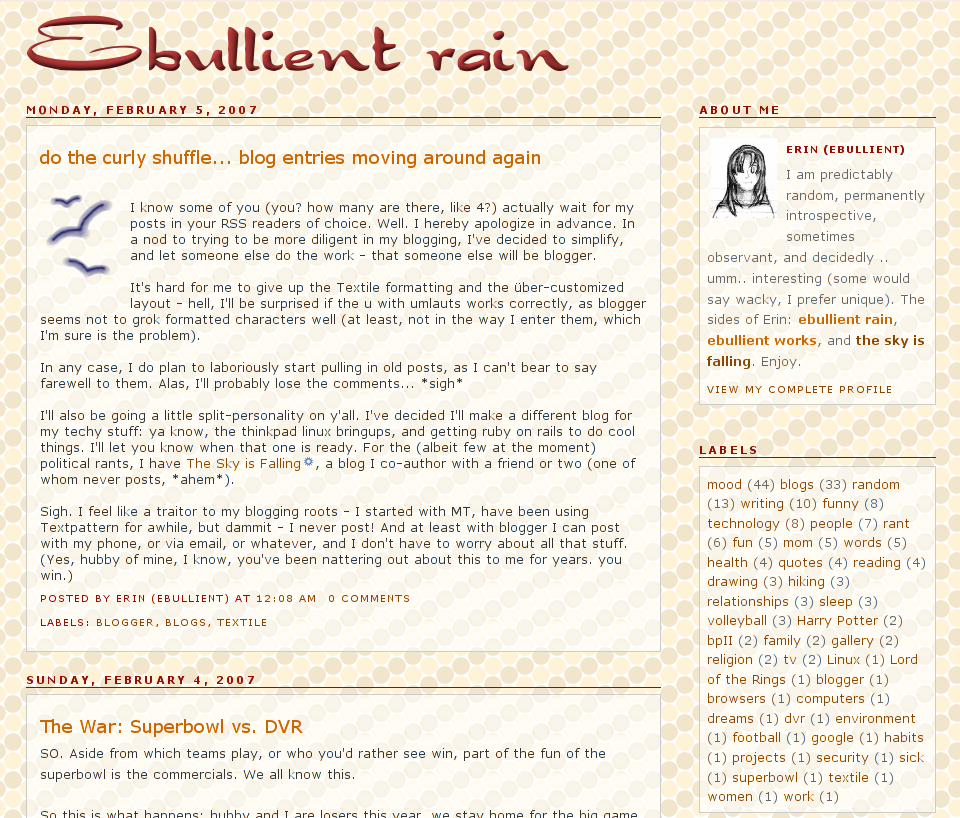 Ebullient rain
MONDAY, FEBRUARY 5, 2007
do the curly shuffle... blog entries moving around again
I know some of you (you? how many are there, like 4?) actually wait for my
posts in your RSS readers of choice. Well. I hereby apologize in advance. In
a nod to trying to be more diligent in my blogging, I've decided to simplify,
and let someone else do the work - that someone else will be blogger.
It's hard for me to give up the Textile formatting and the über-customized
layout - hell, I'll be surprised if the u with umlauts works correctly, as blogger
seems not to grok formatted characters well (at least, not in the way I enter them, which
I'm sure is the problem).
In any case, I do plan to laboriously start pulling in old posts, as I can't bear to say
farewell to them. Alas, I'll probably lose the comments... *sigh*
I'll also be going a little split-personality on y'all. I've decided I'll make a different blog for
my techy stuff: ya know, the thinkpad linux bringups, and getting ruby on rails to do cool
things. I'll let you know when that one is ready. For the (albeit few at the moment)
political rants, I have The Sky is Falling, a blog I co-author with a friend or two (one of
whom never posts, *ahem*).
Sigh. I feel like a traitor to my blogging roots - I started with MT, have been using
Textpattern for awhile, but dammit - I never post! And at least with blogger I can post
with my phone, or via email, or whatever, and I don't have to worry about all that stuff.
(Yes, hubby of mine, I know, you've been nattering out about this to me for years. you
win.)
POSTED BY ERIN (EBULLIENT) AT 12:08 AM 0 COMMENTS
LABELS: BLOGGER, BLOGS, TEXTILE
SUNDAY, FEBRUARY 4, 2007
The War: Superbowl vs. DVR
SO. Aside from which teams play, or who you'd rather see win, part of the fun of the
superbowl is the commercials. We all know this.
So this is what happens: hubby and I are losers this year, we stay home for the big game
ABOUT ME
ERIN (EBULLIENT)
I am predictably
random, permanently
introspective,
sometimes
observant, and decidedly ..
umm.. interesting (some would
say wacky, I prefer unique). The
sides of Erin: ebullient rain,
ebullient works, and the sky is
falling. Enjoy.
VIEW MY COMPLETE PROFILE
LABELS
mood (44) blogs (33) random
(13) writing (10) funny (8)
technology (8) people (7) rant
(6) fun (5) mom (5) words (5)
health (4) quotes (4) reading (4)
drawing (3) hiking (3)
relationships (3) sleep (3)
volleyball (3) Harry Potter (2)
bpII (2) family (2) gallery (2)
religion (2) tv (2) Linux (1) Lord
of the Rings (1) blogger (1)
browsers (1) computers (1)
dreams (1) dvr (1) environment
(1) football (1) google (1) habits
(1) projects (1) security (1) sick
(1) superbowl (1) textile (1)
women (1) work (1)